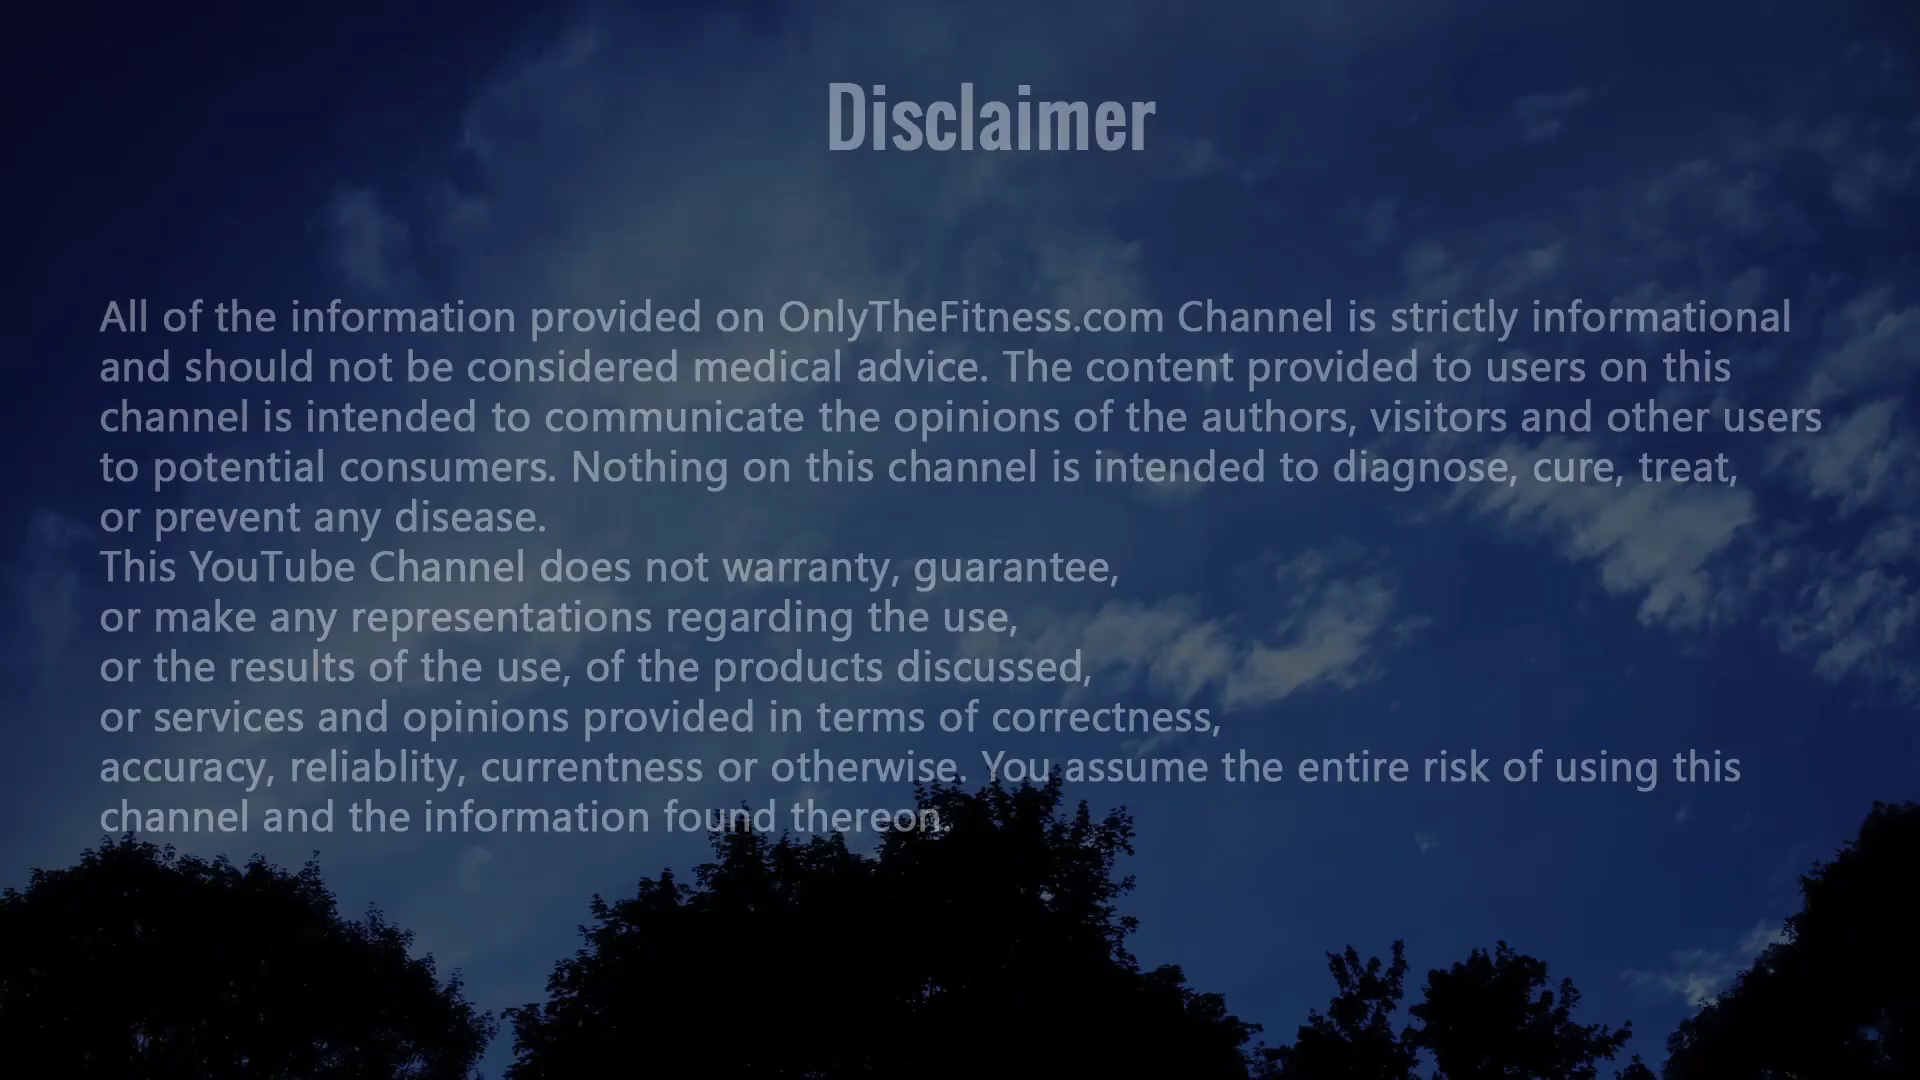 Disclaimer
All of the information provided on OnlyTheFitness.com Channel is strictly informational
and should not be considered medical advice. The content provided to users on this
channel is intended to communicate the opinions of the authors, visitors and other users
to potential consumers. Nothing on this channel is intended to diagnose, cure, treat,
or prevent any disease.
This YouTube Channel does not warranty, guarantee,
or make any representations regarding the use,
or the results of the use, of the products discussed,
or services and opinions provided in terms of correctness,
accuracy, reliablity, currentness or otherwise. You assume the entire risk of using this
channel and the information found thereon.